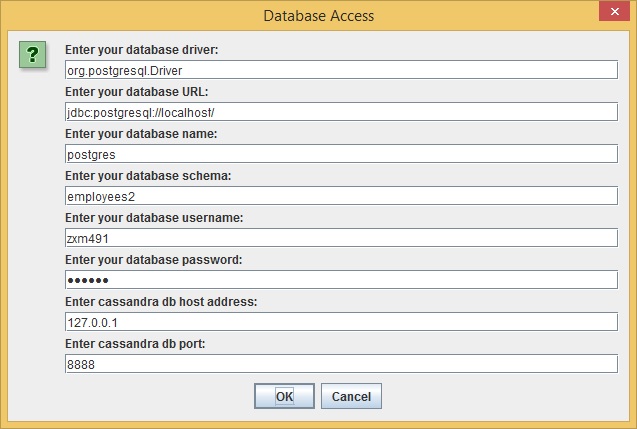 Database Access
x
?
Enter your database driver:
org.postgresql.Driver
Enter your database URL:
jdbc:postgresql://localhost/
Enter your database name:
postgres
Enter your database schema:
employees2
Enter your database username:
zxm491
Enter your database password:
••••••
Enter cassandra db host address:
127.0.0.1
Enter cassandra db port:
8888
OK Cancel